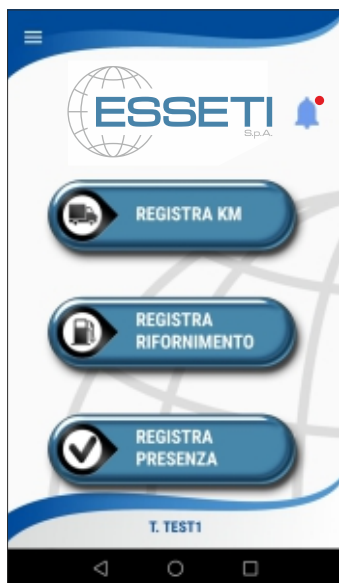 ESSETI
S.p.A.
REGISTRA KM
REGISTRA
RIFORNIMENTO
REGISTRA
PRESENZA
T. TEST1